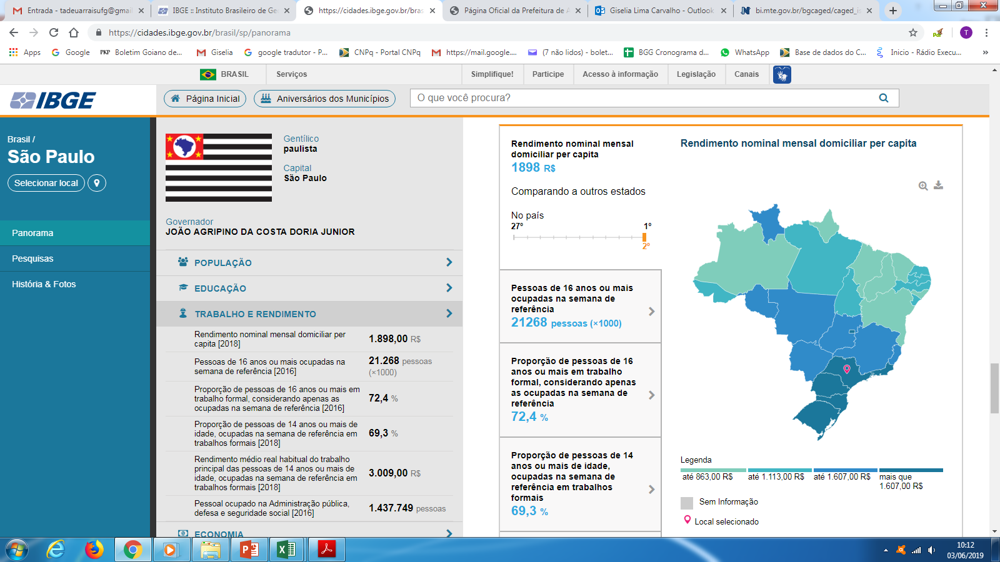 Entrada - tadeuarraisufg@gmail
IBGE :: Instituto Brasileiro de Ge
https://cidades.ibge.gov.br/bras
Página Oficial da Prefeitura de A
Giselia Lima Carvalho - Outlook
bi.mte.gov.br/bgcaged/caged_is
https://cidades.ibge.gov.br/brasil/sp/panorama
T
Apps
Google
PKP Boletim Goiano de...
Giselia
google tradutor - P...
CNPq - Portal CNPq
https://mail.google....
(7 não lidos) - bolet...
BGG Cronograma d...
WhatsApp
Base de dados do C...
Inicio - Rádio Execu...
»
BRASIL
Serviços
Simplifique!
Participe
Acesso à informação
Legislação
Canais
IBGE
Página Inicial
Aniversários dos Municípios
O que você procura?
Brasil /
São Paulo
Selecionar local
Panorama
Pesquisas
História & Fotos
Gentílico
paulista
Capital
São Paulo
Governador
JOÃO AGRIPINO DA COSTA DORIA JUNIOR
POPULAÇÃO
EDUCAÇÃO
TRABALHO E RENDIMENTO
Rendimento nominal mensal domiciliar per
capita [2018]
1.898,00 R$
Pessoas de 16 anos ou mais ocupadas na
semana de referência [2016]
21.268 pessoas
(×1000)
Proporção de pessoas de 16 anos ou mais em
trabalho formal, considerando apenas as
ocupadas na semana de referência [2016]
72,4 %
Proporção de pessoas de 14 anos ou mais de
idade, ocupadas na semana de referência em
trabalhos formais [2018]
69,3 %
Rendimento médio real habitual do trabalho
principal das pessoas de 14 anos ou mais de
idade, ocupadas na semana de referência em
trabalhos formais [2018]
3.009,00 R$
Pessoal ocupado na Administração pública,
defesa e seguridade social [2016]
1.437.749 pessoas
ECONOMIA
Rendimento nominal mensal
domiciliar per capita
1898 R$
Comparando a outros estados
No país
27º 1º
2º
Pessoas de 16 anos ou mais
ocupadas na semana de
referência
21268 pessoas (×1000)
Proporção de pessoas de 16
anos ou mais em trabalho
formal, considerando apenas
as ocupadas na semana de
referência
72,4 %
Proporção de pessoas de 14
anos ou mais de idade,
ocupadas na semana de
referência em trabalhos
formais
69,3 %
Rendimento nominal mensal domiciliar per capita
Legenda
até 863,00 R$
até 1.113,00 R$
até 1.607,00 R$
mais que
1.607,00 R$
Sem Informação
Local selecionado
10:12
03/06/2019